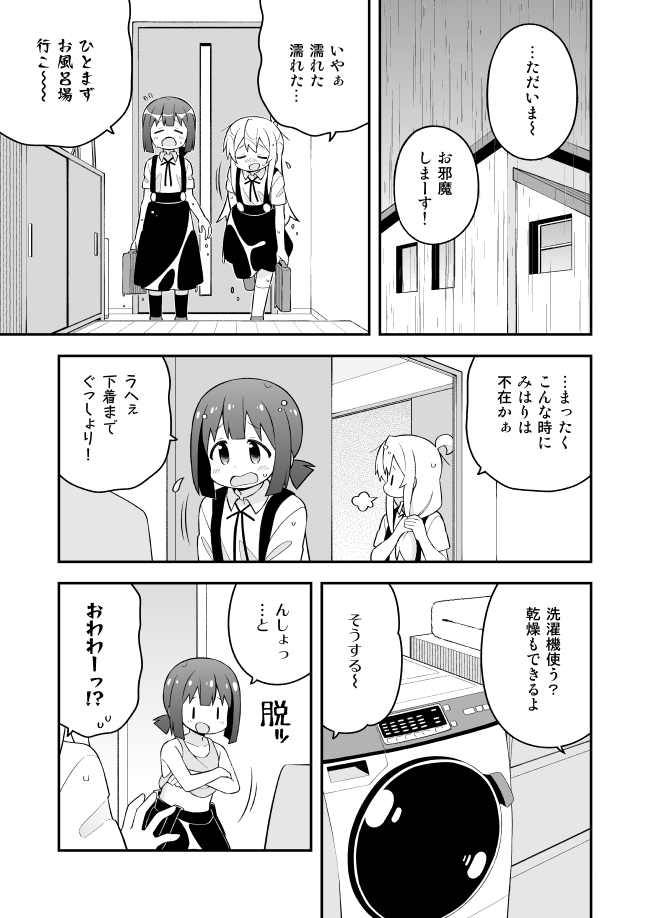 …ただいま〜
お邪魔
しまーす！
いやぁ
濡れた
濡れた…
ひとまず
お風呂場
行こ〜〜〜
…まったく
こんな時に
みはりは
不在かぁ
うへぇ
下着まで
ぐっしょり！
洗濯機使う？
乾燥もできるよ
そうする〜
んしょっ
…と
脱ッ
おわわーっ!?